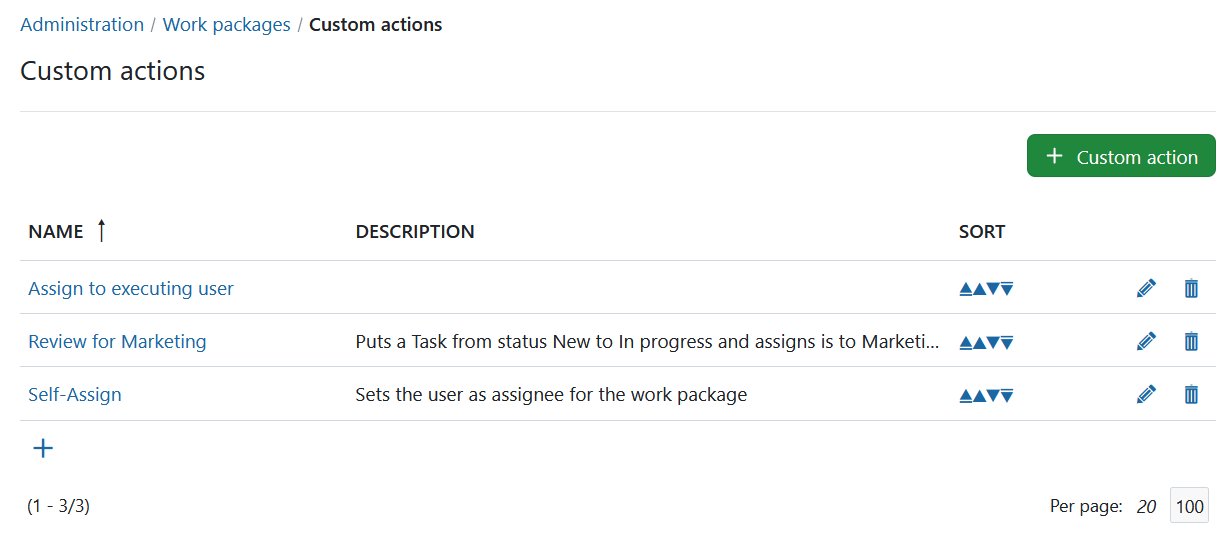 Administration / Work packages / Custom actions
Custom actions
+ Custom action
NAME ↑ DESCRIPTION SORT
Assign to executing user
Review for Marketing Puts a Task from status New to In progress and assigns is to Marketi...
Self-Assign Sets the user as assignee for the work package
+
(1 - 3/3) Per page: 20 100